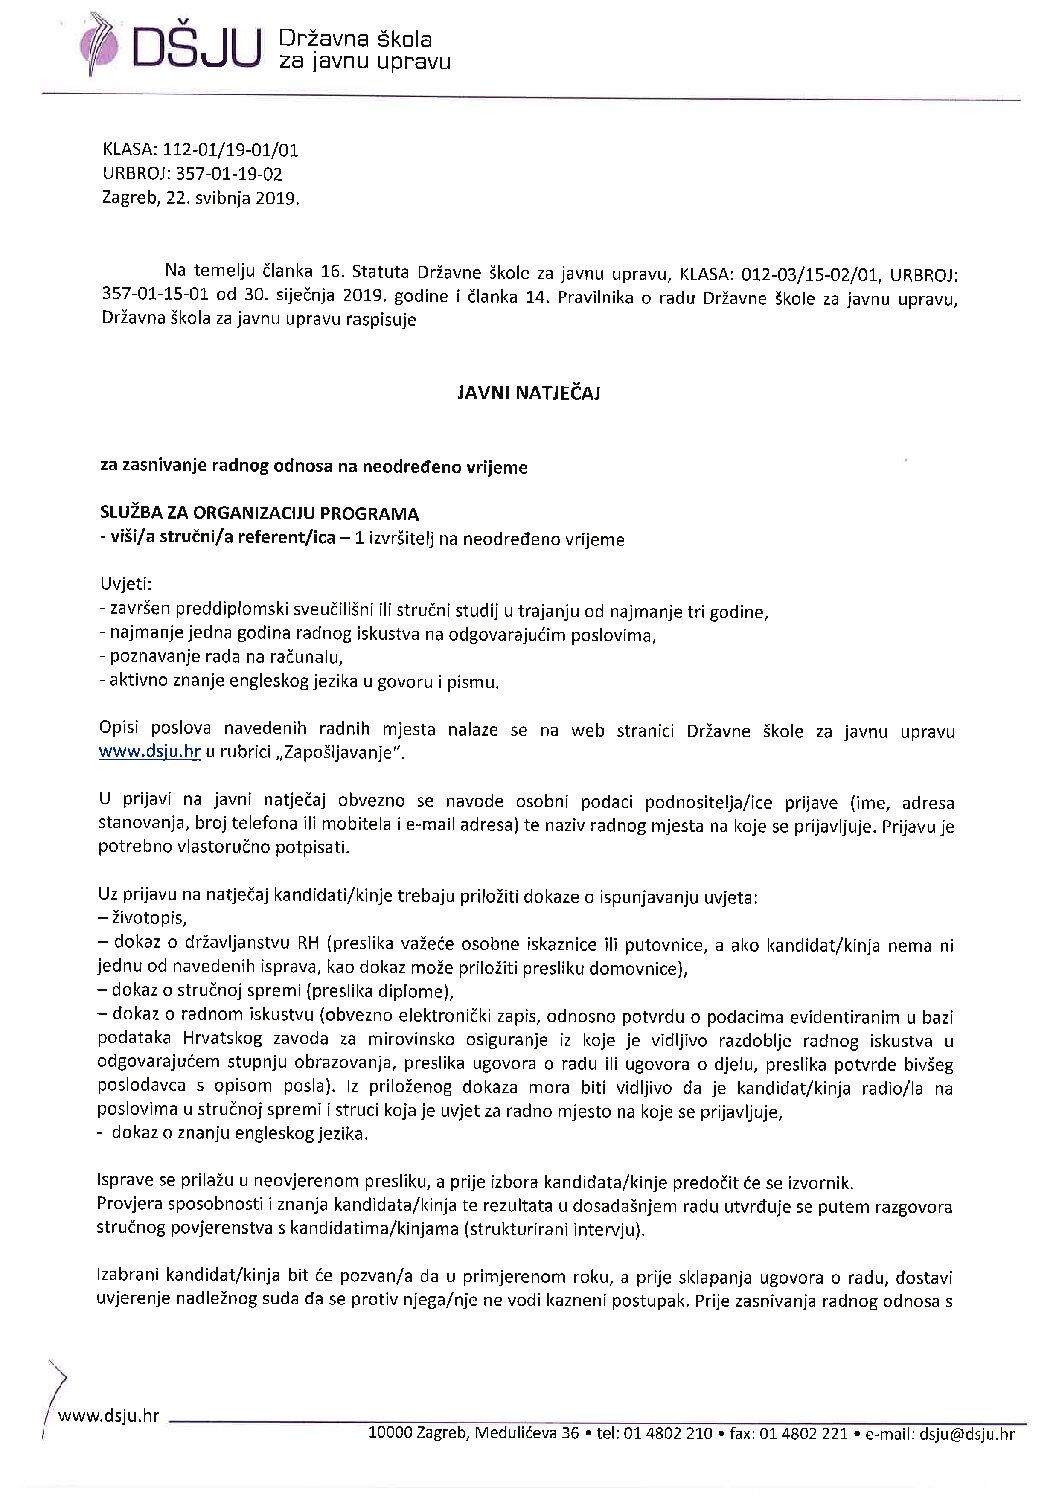 DŠJU Državna škola
za javnu upravu
KLASA: 112-01/19-01/01
URBROJ: 357-01-19-02
Zagreb, 22. svibnja 2019.
Na temelju članka 16. Statuta Državne škole za javnu upravu, KLASA: 012-03/15-02/01, URBROJ:
357-01-15-01 od 30. siječnja 2019. godine i članka 14. Pravilnika o radu Državne škole za javnu upravu,
Državna škola za javnu upravu raspisuje
JAVNI NATJEČAJ
za zasnivanje radnog odnosa na neodređeno vrijeme
SLUŽBA ZA ORGANIZACIJU PROGRAMA
- viši/a stručni/a referent/ica – 1 izvršitelj na neodređeno vrijeme
Uvjeti:
- završen preddiplomski sveučilišni ili stručni studij u trajanju od najmanje tri godine,
- najmanje jedna godina radnog iskustva na odgovarajućim poslovima,
- poznavanje rada na računalu,
- aktivno znanje engleskog jezika u govoru i pismu.
Opisi poslova navedenih radnih mjesta nalaze se na web stranici Državne škole za javnu upravu
www.dsju.hr u rubrici „Zapošljavanje".
U prijavi na javni natječaj obvezno se navode osobni podaci podnositelja/ice prijave (ime, adresa
stanovanja, broj telefona ili mobitela i e-mail adresa) te naziv radnog mjesta na koje se prijavljuje. Prijavu je
potrebno vlastoručno potpisati.
Uz prijavu na natječaj kandidati/kinje trebaju priložiti dokaze o ispunjavanju uvjeta:
– životopis,
– dokaz o državljanstvu RH (preslika važeće osobne iskaznice ili putovnice, a ako kandidat/kinja nema ni
jednu od navedenih isprava, kao dokaz može priložiti presliku domovnice),
– dokaz o stručnoj spremi (preslika diplome),
– dokaz o radnom iskustvu (obvezno elektronički zapis, odnosno potvrdu o podacima evidentiranim u bazi
podataka Hrvatskog zavoda za mirovinsko osiguranje iz koje je vidljivo razdoblje radnog iskustva u
odgovarajućem stupnju obrazovanja, preslika ugovora o radu ili ugovora o djelu, preslika potvrde bivšeg
poslodavca s opisom posla). Iz priloženog dokaza mora biti vidljivo da je kandidat/kinja radio/la na
poslovima u stručnoj spremi i struci koja je uvjet za radno mjesto na koje se prijavljuje,
- dokaz o znanju engleskog jezika.
Isprave se prilažu u neovjerenom presliku, a prije izbora kandidata/kinje predočit će se izvornik.
Provjera sposobnosti i znanja kandidata/kinja te rezultata u dosadašnjem radu utvrđuje se putem razgovora
stručnog povjerenstva s kandidatima/kinjama (strukturirani intervju).
Izabrani kandidat/kinja bit će pozvan/a da u primjerenom roku, a prije sklapanja ugovora o radu, dostavi
uvjerenje nadležnog suda da se protiv njega/nje ne vodi kazneni postupak. Prije zasnivanja radnog odnosa s
www.dsju.hr
10000 Zagreb, Medulićeva 36 • tel: 01 4802 210 • fax: 01 4802 221 • e-mail: dsju@dsju.hr